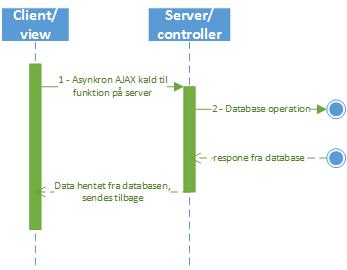 Client/
view
Server/
controller
1 - Asynkron AJAX kald til
funktion på server
2 - Database operation
respone fra database
Data hentet fra databasen,
sendes tilbage